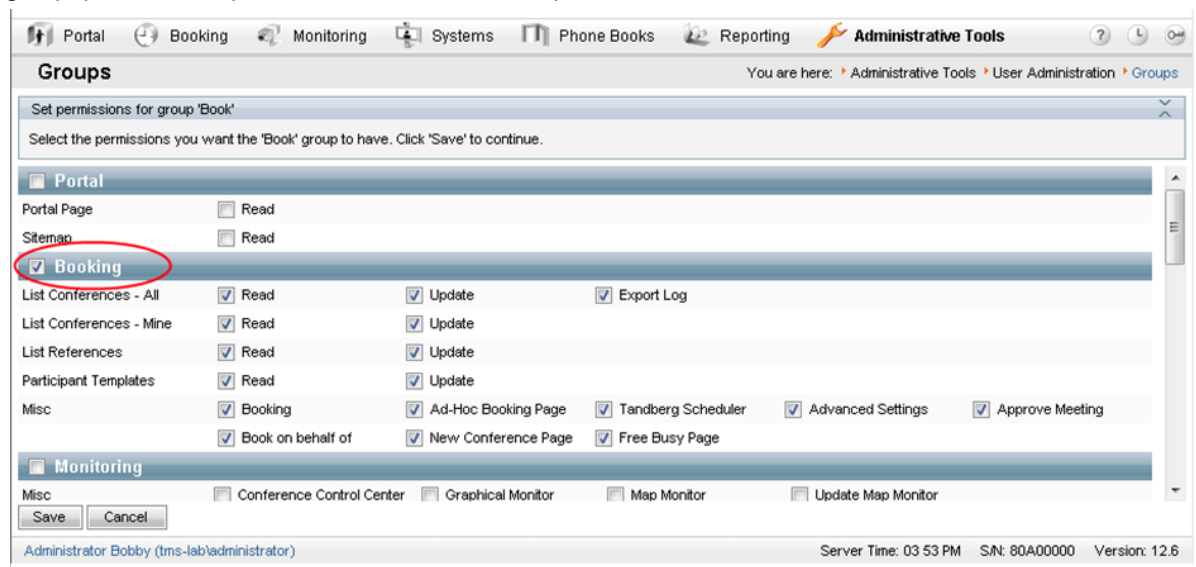 Portal Booking Monitoring Systems Phone Books Reporting Administrative Tools ?
Groups You are here: Administrative Tools User Administration Groups
Set permissions for group 'Book'
Select the permissions you want the 'Book' group to have. Click 'Save' to continue.
Portal
Portal Page Read
Sitemap Read
Booking
List Conferences - All Read Update Export Log
List Conferences - Mine Read Update
List References Read Update
Participant Templates Read Update
Misc Booking Ad-Hoc Booking Page Tandberg Scheduler Advanced Settings Approve Meeting
Book on behalf of New Conference Page Free Busy Page
Monitoring
Misc Conference Control Center Graphical Monitor Map Monitor Update Map Monitor
Save Cancel
Administrator Bobby (tms-lab\administrator) Server Time: 03 53 PM S/N: 80A00000 Version: 12.6